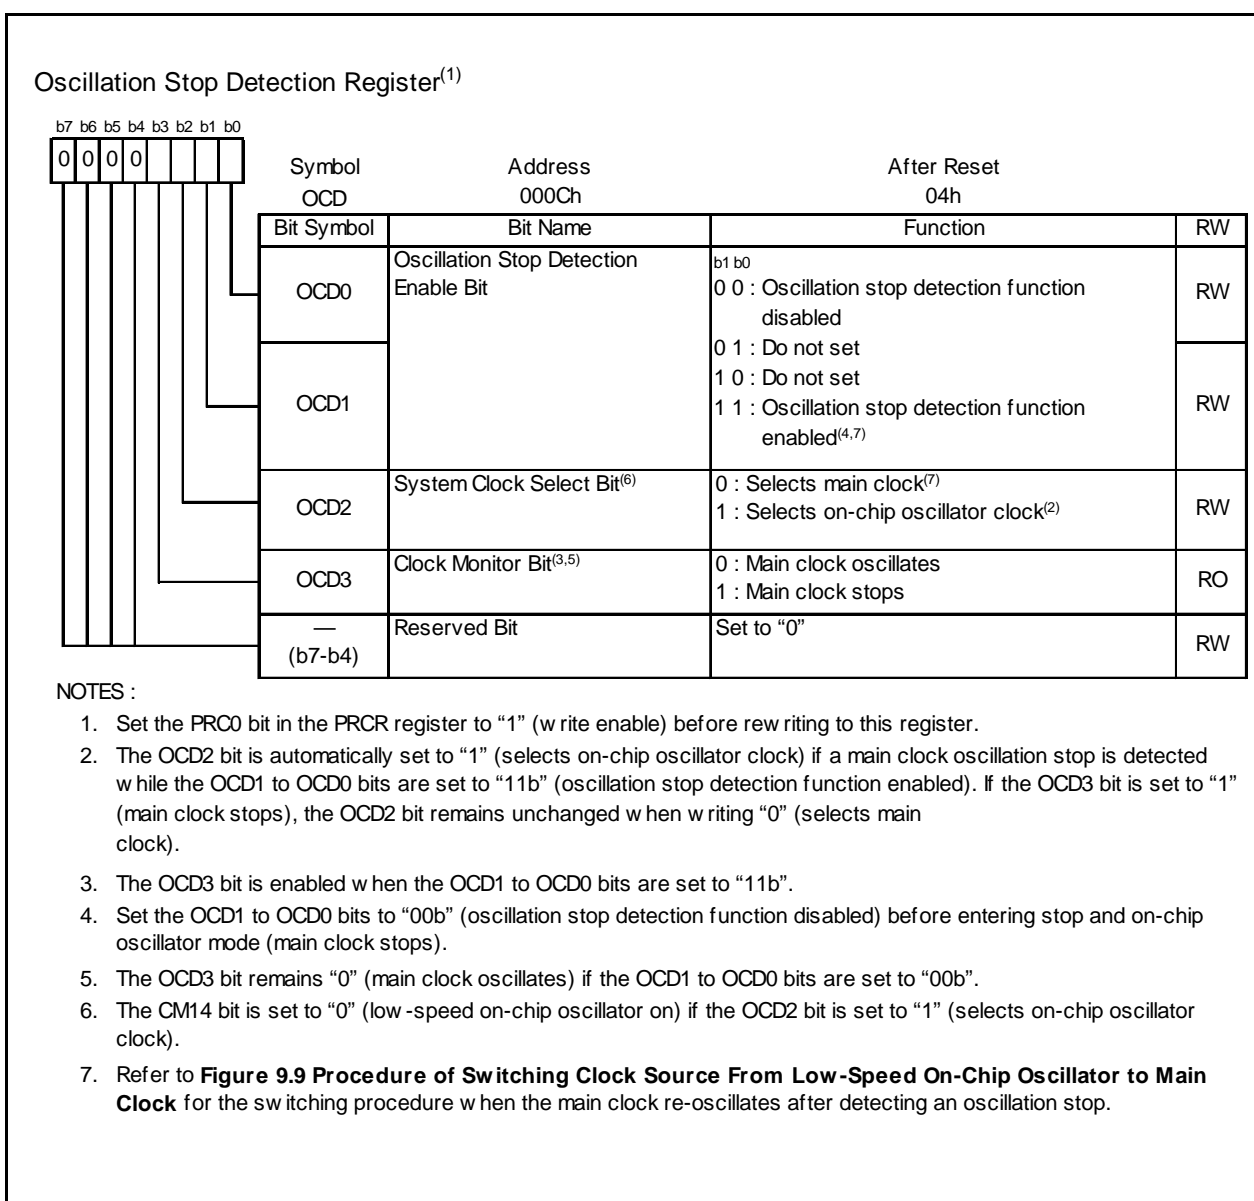 Oscillation Stop Detection Register(1)
b7 b6 b5 b4 b3 b2 b1 b0
0 0 0 0
Symbol Address After Reset
OCD 000Ch 04h
Bit Symbol Bit Name Function RW
OCD0 Oscillation Stop Detection Enable Bit b1 b0 RW
0 0 : Oscillation stop detection function
disabled
0 1 : Do not set
1 0 : Do not set
OCD1 1 1 : Oscillation stop detection function RW
enabled(4,7)
OCD2 System Clock Select Bit(6) 0 : Selects main clock(7) RW
1 : Selects on-chip oscillator clock(2)
OCD3 Clock Monitor Bit(3,5) 0 : Main clock oscillates RO
1 : Main clock stops
— Reserved Bit Set to “0” RW
(b7-b4)
NOTES :
1. Set the PRC0 bit in the PRCR register to “1” (write enable) before rewriting to this register.
2. The OCD2 bit is automatically set to “1” (selects on-chip oscillator clock) if a main clock oscillation stop is detected
while the OCD1 to OCD0 bits are set to “11b” (oscillation stop detection function enabled). If the OCD3 bit is set to “1”
(main clock stops), the OCD2 bit remains unchanged when writing “0” (selects main
clock).
3. The OCD3 bit is enabled when the OCD1 to OCD0 bits are set to “11b”.
4. Set the OCD1 to OCD0 bits to “00b” (oscillation stop detection function disabled) before entering stop and on-chip
oscillator mode (main clock stops).
5. The OCD3 bit remains “0” (main clock oscillates) if the OCD1 to OCD0 bits are set to “00b”.
6. The CM14 bit is set to “0” (low-speed on-chip oscillator on) if the OCD2 bit is set to “1” (selects on-chip oscillator
clock).
7. Refer to Figure 9.9 Procedure of Switching Clock Source From Low-Speed On-Chip Oscillator to Main
Clock for the switching procedure when the main clock re-oscillates after detecting an oscillation stop.